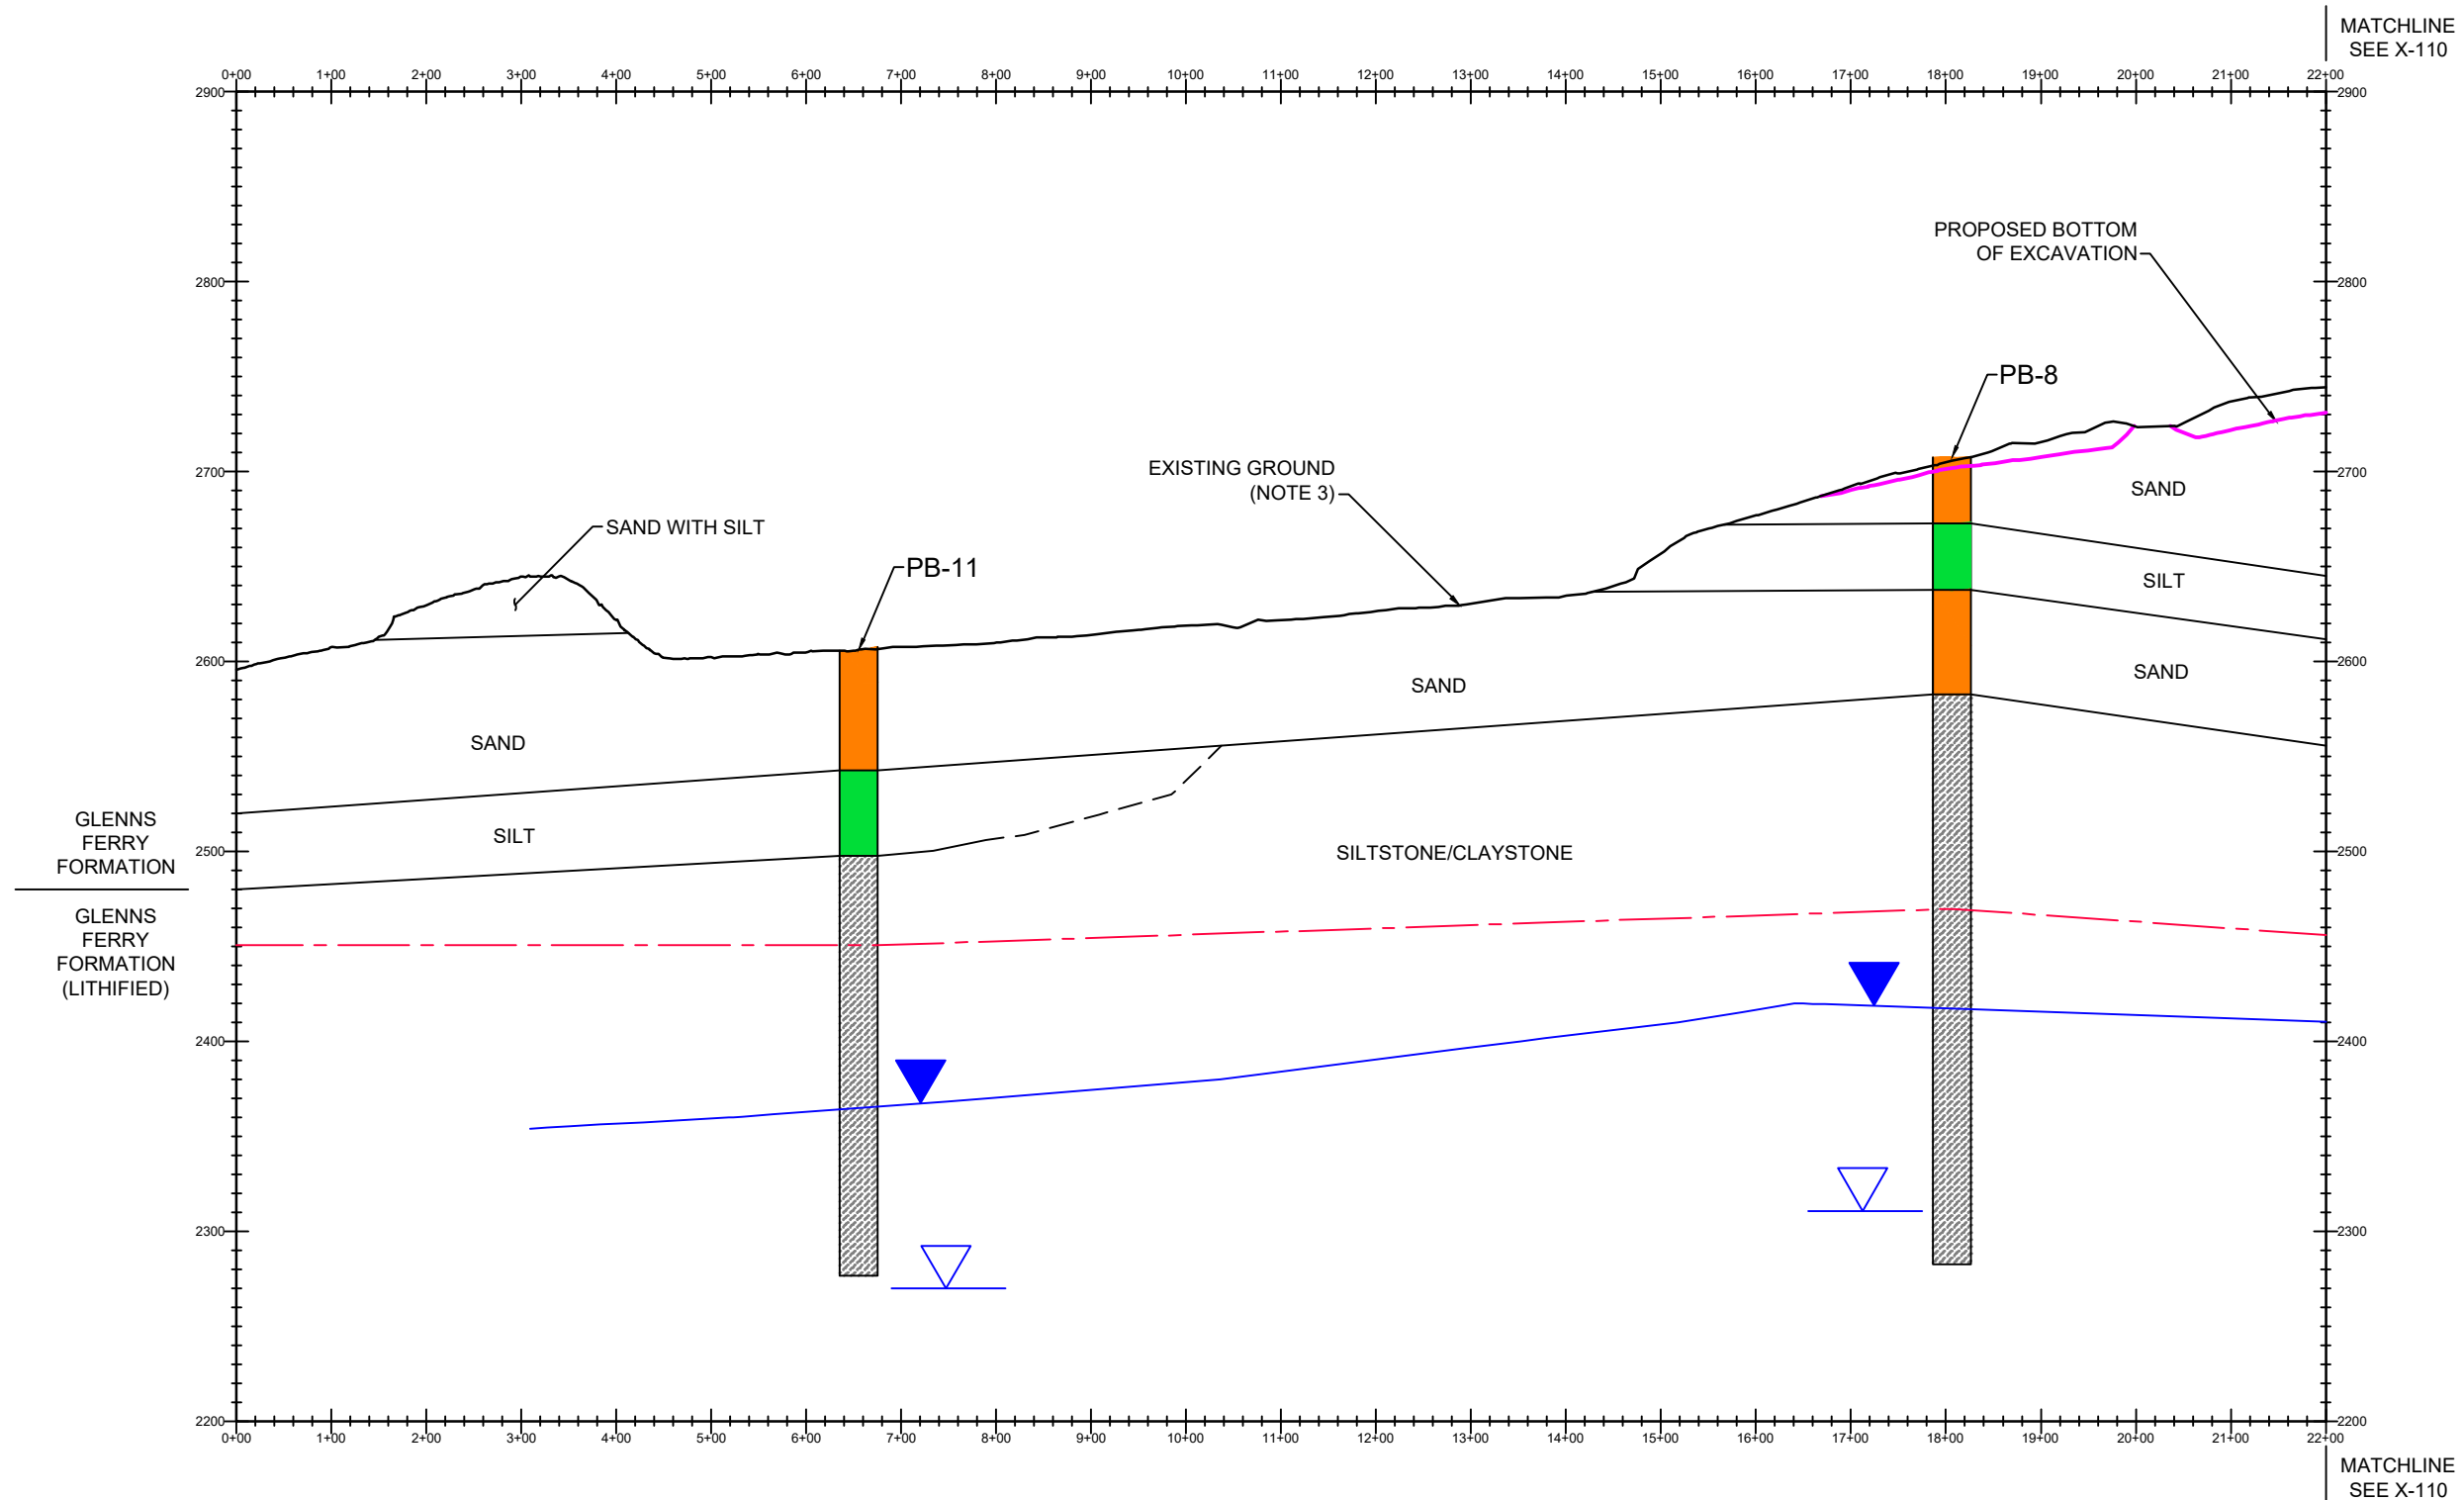 MATCHLINE
SEE X-110
0+00 1+00 2+00 3+00 4+00 5+00 6+00 7+00 8+00 9+00 10+00 11+00 12+00 13+00 14+00 15+00 16+00 17+00 18+00 19+00 20+00 21+00 22+00
2900 2900
PROPOSED BOTTOM
OF EXCAVATION
2800 2800
PB-8
EXISTING GROUND
(NOTE 3)
2700 2700
SAND
SAND WITH SILT
PB-11
SILT
2600 2600
SAND
SAND
SAND
GLENNS
FERRY
FORMATION
SILT
2500 2500
SILTSTONE/CLAYSTONE
GLENNS
FERRY
FORMATION
(LITHIFIED)
2400 2400
2300 2300
2200 2200
0+00 1+00 2+00 3+00 4+00 5+00 6+00 7+00 8+00 9+00 10+00 11+00 12+00 13+00 14+00 15+00 16+00 17+00 18+00 19+00 20+00 21+00 22+00
MATCHLINE
SEE X-110